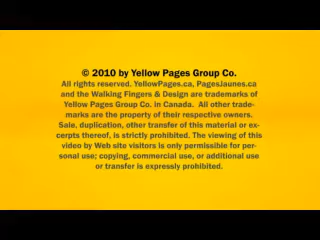 © 2010 by Yellow Pages Group Co.
All rights reserved. YellowPages.ca, PagesJaunes.ca
and the Walking Fingers & Design are trademarks of
Yellow Pages Group Co. in Canada.  All other trade-
marks are the property of their respective owners.
Sale, duplication, other transfer of this material or ex-
cerpts thereof, is strictly prohibited. The viewing of this
video by Web site visitors is only permissible for per-
sonal use; copying, commercial use, or additional use
or transfer is expressly prohibited.